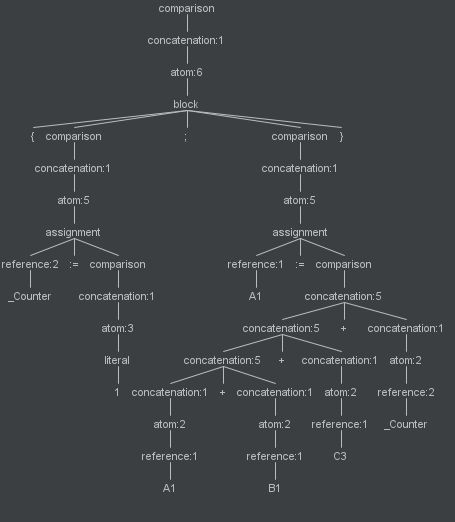 comparison
concatenation:1
atom:6
block
{ comparison ; comparison }
concatenation:1 concatenation:1
atom:5 atom:5
assignment assignment
reference:2 := comparison reference:1 := comparison
_Counter concatenation:1 A1 concatenation:5
atom:3 concatenation:5 + concatenation:1
literal concatenation:5 + concatenation:1 atom:2
1 concatenation:1 + concatenation:1 atom:2 reference:2
atom:2 atom:2 reference:1 _Counter
reference:1 reference:1 C3
A1 B1